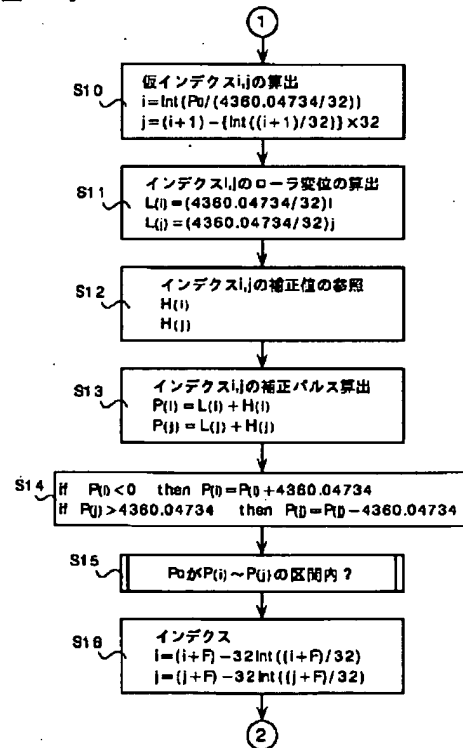 1
S10
仮インデクスi,jの算出
i=Int(P0/(4360.04734/32))
j=(i+1)-{Int((i+1)/32)}×32
S11
インデクスi,jのローラ変位の算出
L(i)=(4360.04734/32)i
L(j)=(4360.04734/32)j
S12
インデクスi,jの補正値の参照
H(i)
H(j)
S13
インデクスi,jの補正パルス算出
P(i)=L(i)+H(i)
P(j)=L(j)+H(j)
S14
If P(i)<0 then P(i)=P(i)+4360.04734
If P(j)>4360.04734 then P(j)=P(j)-4360.04734
S15
P0がP(i)~P(j)の区間内?
S16
インデクス
i=(i+F)-32Int((i+F)/32)
j=(j+F)-32Int((j+F)/32)
2